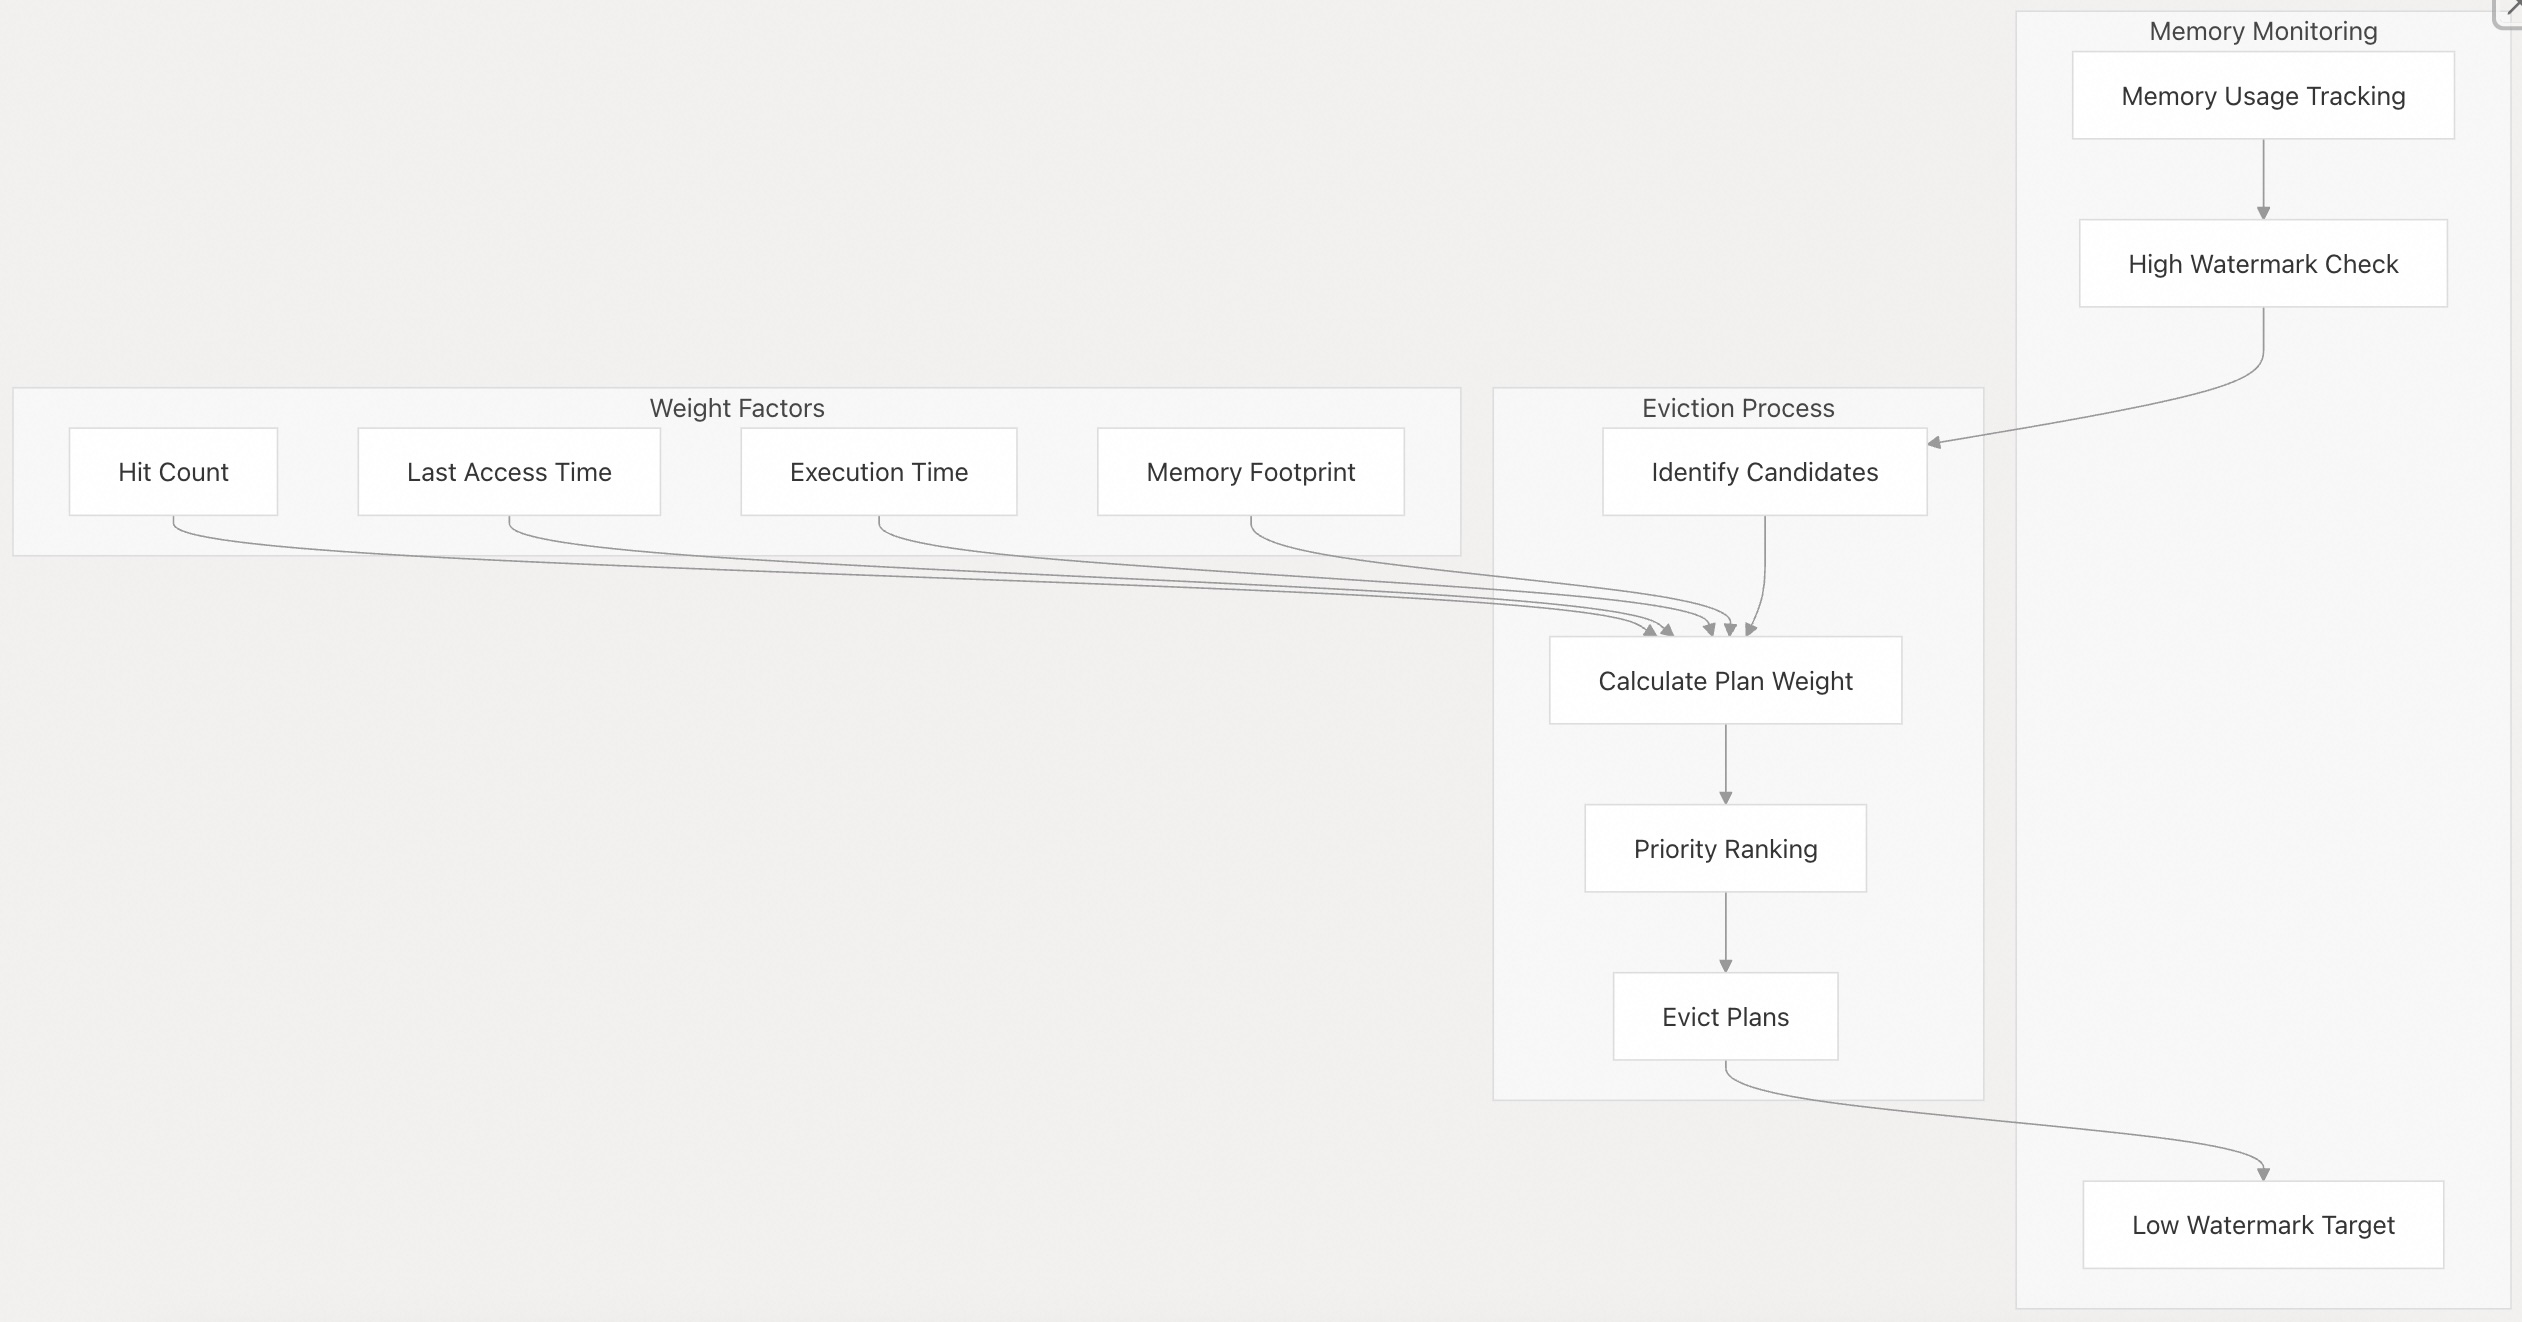 Memory Monitoring
Memory Usage Tracking
High Watermark Check
Weight Factors
Hit Count
Last Access Time
Execution Time
Memory Footprint
Eviction Process
Identify Candidates
Calculate Plan Weight
Priority Ranking
Evict Plans
Low Watermark Target